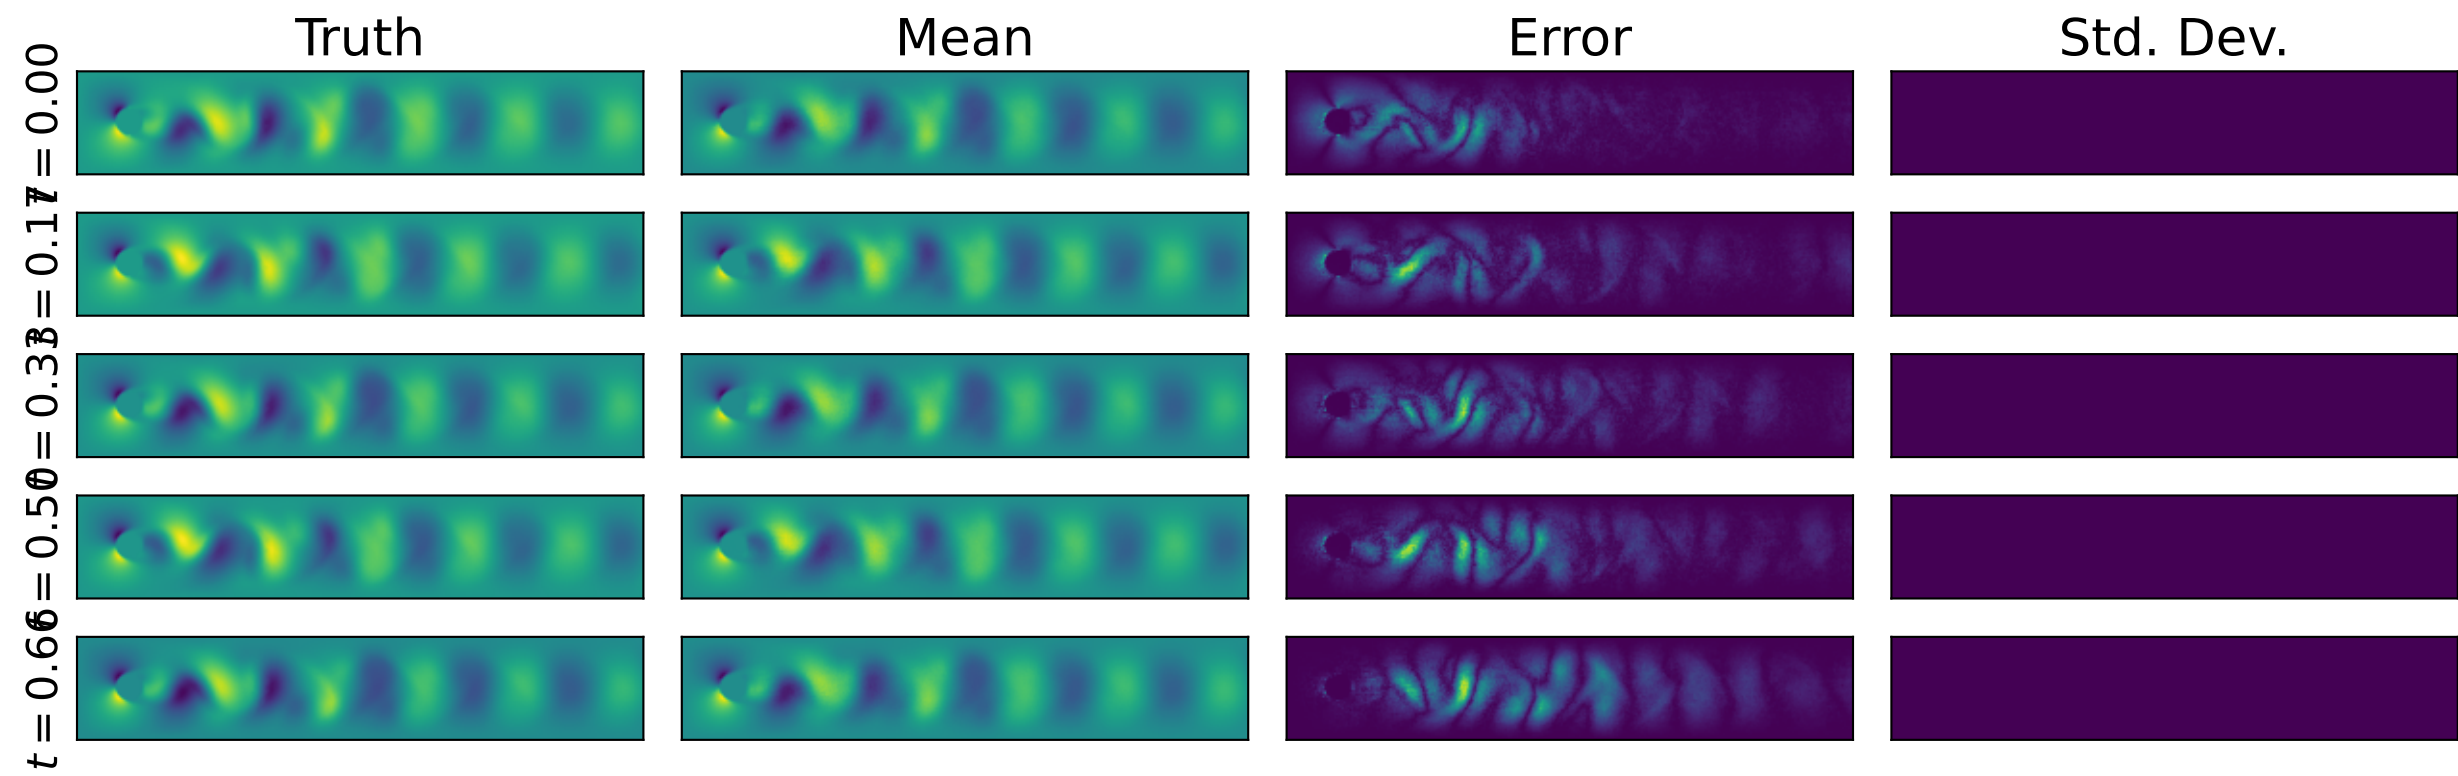 Truth Mean Error Std. Dev.
t = 0.00
t = 0.17
t = 0.33
t = 0.50
t = 0.66